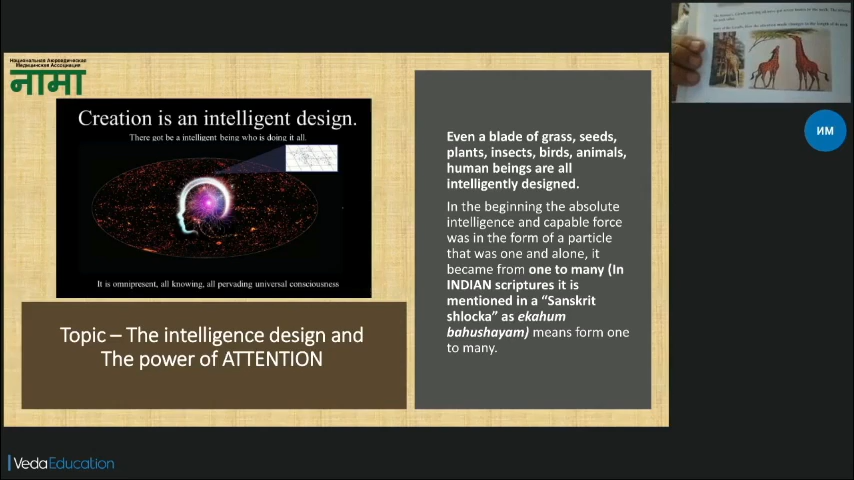 Национальная Аюрведическая
Медицинская Ассоциация
नामा
Creation is an intelligent design.
There got be a intelligent being who is doing it all.
It is omnipresent, all knowing, all pervading universal consciousness
Topic – The intelligence design and
The power of ATTENTION
Even a blade of grass, seeds,
plants, insects, birds, animals,
human beings are all
intelligently designed.
In the beginning the absolute
intelligence and capable force
was in the form of a particle
that was one and alone, it
became from one to many (In
INDIAN scriptures it is
mentioned in a “Sanskrit
shlocka” as ekahum
bahushayam) means form one
to many.
ИМ
VedaEducation